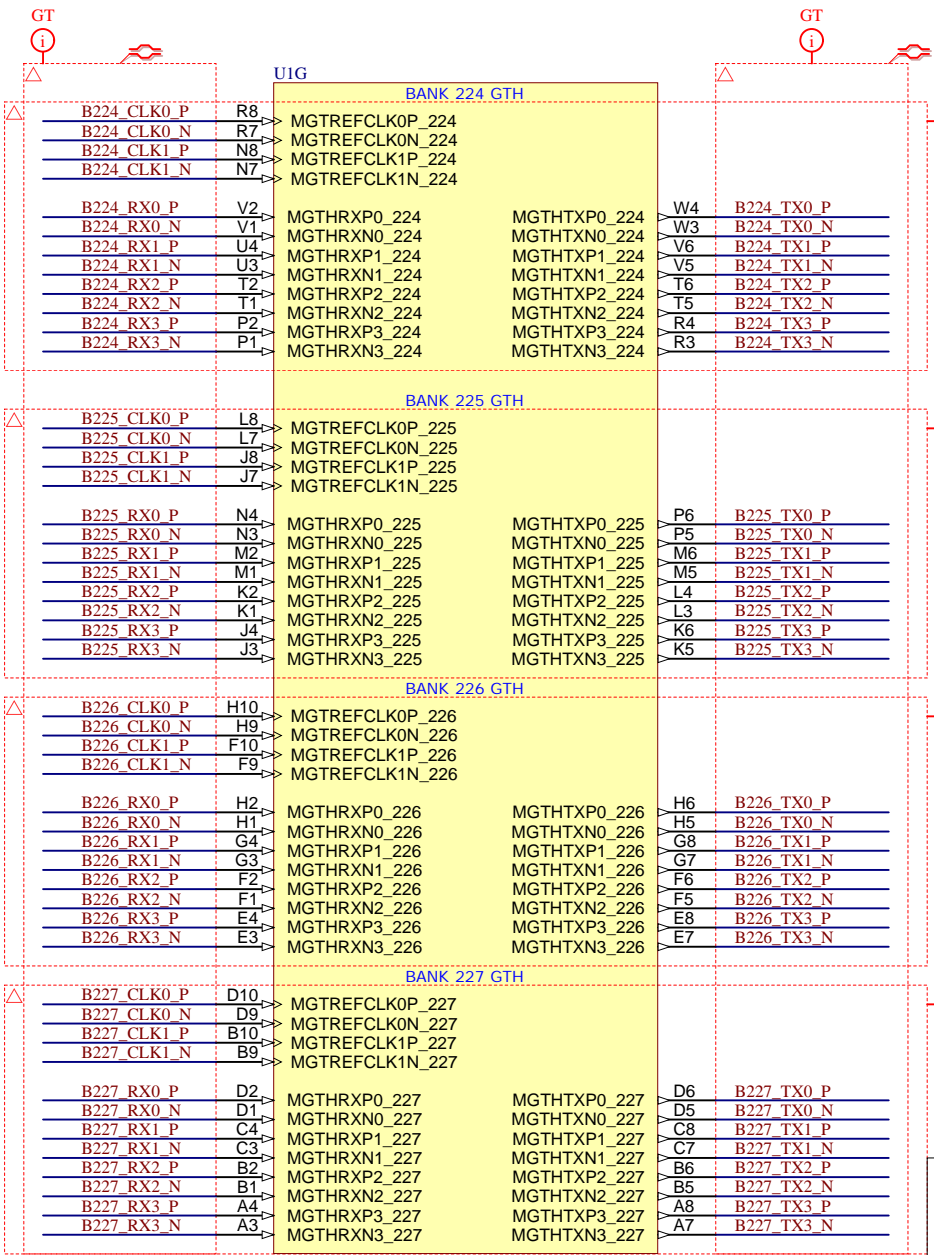 GT GT
i i
U1G
BANK 224 GTH
B224_CLK0_P R8 MGTREFCLK0P_224
B224_CLK0_N R7 MGTREFCLK0N_224
B224_CLK1_P N8 MGTREFCLK1P_224
B224_CLK1_N N7 MGTREFCLK1N_224
B224_RX0_P V2 MGTHRXP0_224 MGTHTXP0_224 W4 B224_TX0_P
B224_RX0_N V1 MGTHRXN0_224 MGTHTXN0_224 W3 B224_TX0_N
B224_RX1_P U4 MGTHRXP1_224 MGTHTXP1_224 V6 B224_TX1_P
B224_RX1_N U3 MGTHRXN1_224 MGTHTXN1_224 V5 B224_TX1_N
B224_RX2_P T2 MGTHRXP2_224 MGTHTXP2_224 T6 B224_TX2_P
B224_RX2_N T1 MGTHRXN2_224 MGTHTXN2_224 T5 B224_TX2_N
B224_RX3_P P2 MGTHRXP3_224 MGTHTXP3_224 R4 B224_TX3_P
B224_RX3_N P1 MGTHRXN3_224 MGTHTXN3_224 R3 B224_TX3_N
BANK 225 GTH
B225_CLK0_P L8 MGTREFCLK0P_225
B225_CLK0_N L7 MGTREFCLK0N_225
B225_CLK1_P J8 MGTREFCLK1P_225
B225_CLK1_N J7 MGTREFCLK1N_225
B225_RX0_P N4 MGTHRXP0_225 MGTHTXP0_225 P6 B225_TX0_P
B225_RX0_N N3 MGTHRXN0_225 MGTHTXN0_225 P5 B225_TX0_N
B225_RX1_P M2 MGTHRXP1_225 MGTHTXP1_225 M6 B225_TX1_P
B225_RX1_N M1 MGTHRXN1_225 MGTHTXN1_225 M5 B225_TX1_N
B225_RX2_P K2 MGTHRXP2_225 MGTHTXP2_225 L4 B225_TX2_P
B225_RX2_N K1 MGTHRXN2_225 MGTHTXN2_225 L3 B225_TX2_N
B225_RX3_P J4 MGTHRXP3_225 MGTHTXP3_225 K6 B225_TX3_P
B225_RX3_N J3 MGTHRXN3_225 MGTHTXN3_225 K5 B225_TX3_N
BANK 226 GTH
B226_CLK0_P H10 MGTREFCLK0P_226
B226_CLK0_N H9 MGTREFCLK0N_226
B226_CLK1_P F10 MGTREFCLK1P_226
B226_CLK1_N F9 MGTREFCLK1N_226
B226_RX0_P H2 MGTHRXP0_226 MGTHTXP0_226 H6 B226_TX0_P
B226_RX0_N H1 MGTHRXN0_226 MGTHTXN0_226 H5 B226_TX0_N
B226_RX1_P G4 MGTHRXP1_226 MGTHTXP1_226 G8 B226_TX1_P
B226_RX1_N G3 MGTHRXN1_226 MGTHTXN1_226 G7 B226_TX1_N
B226_RX2_P F2 MGTHRXP2_226 MGTHTXP2_226 F6 B226_TX2_P
B226_RX2_N F1 MGTHRXN2_226 MGTHTXN2_226 F5 B226_TX2_N
B226_RX3_P E4 MGTHRXP3_226 MGTHTXP3_226 E8 B226_TX3_P
B226_RX3_N E3 MGTHRXN3_226 MGTHTXN3_226 E7 B226_TX3_N
BANK 227 GTH
B227_CLK0_P D10 MGTREFCLK0P_227
B227_CLK0_N D9 MGTREFCLK0N_227
B227_CLK1_P B10 MGTREFCLK1P_227
B227_CLK1_N B9 MGTREFCLK1N_227
B227_RX0_P D2 MGTHRXP0_227 MGTHTXP0_227 D6 B227_TX0_P
B227_RX0_N D1 MGTHRXN0_227 MGTHTXN0_227 D5 B227_TX0_N
B227_RX1_P C4 MGTHRXP1_227 MGTHTXP1_227 C8 B227_TX1_P
B227_RX1_N C3 MGTHRXN1_227 MGTHTXN1_227 C7 B227_TX1_N
B227_RX2_P B2 MGTHRXP2_227 MGTHTXP2_227 B6 B227_TX2_P
B227_RX2_N B1 MGTHRXN2_227 MGTHTXN2_227 B5 B227_TX2_N
B227_RX3_P A4 MGTHRXP3_227 MGTHTXP3_227 A8 B227_TX3_P
B227_RX3_N A3 MGTHRXN3_227 MGTHTXN3_227 A7 B227_TX3_N